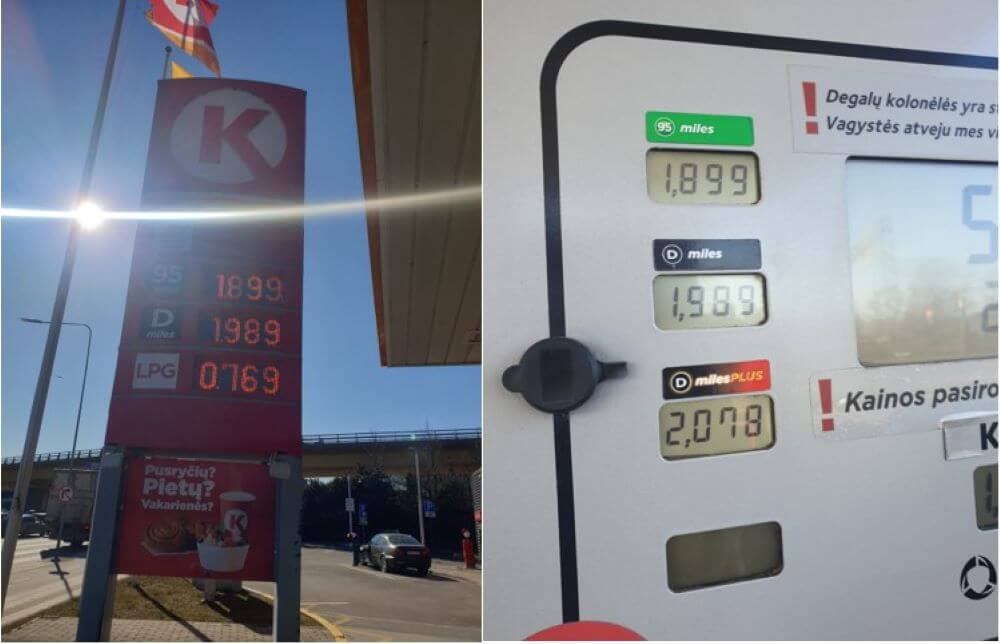 K
95
1.899
D
miles
1.989
LPG
0.769
Pusryčių?
Pietų?
Vakarienės?
K
95 miles
1,899
D miles
1,989
D milesPLUS
2,078
! Degalų kolonėlės yra
Vagystės atveju mes
! Kainos
K